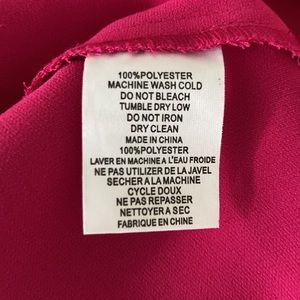 100%POLYESTER
MACHINE WASH COLD
DO NOT BLEACH
TUMBLE DRY LOW
DO NOT IRON
DRY CLEAN
MADE IN CHINA
100%POLYESTER
LAVER EN MACHINE A L'EAU FROIDE
NE PAS UTILIZER DE LA JAVEL
SECHER A LA MACHINE
CYCLE DOUX
NE PAS REPASSER
NETTOYER A SEC
FABRIQUE EN CHINE